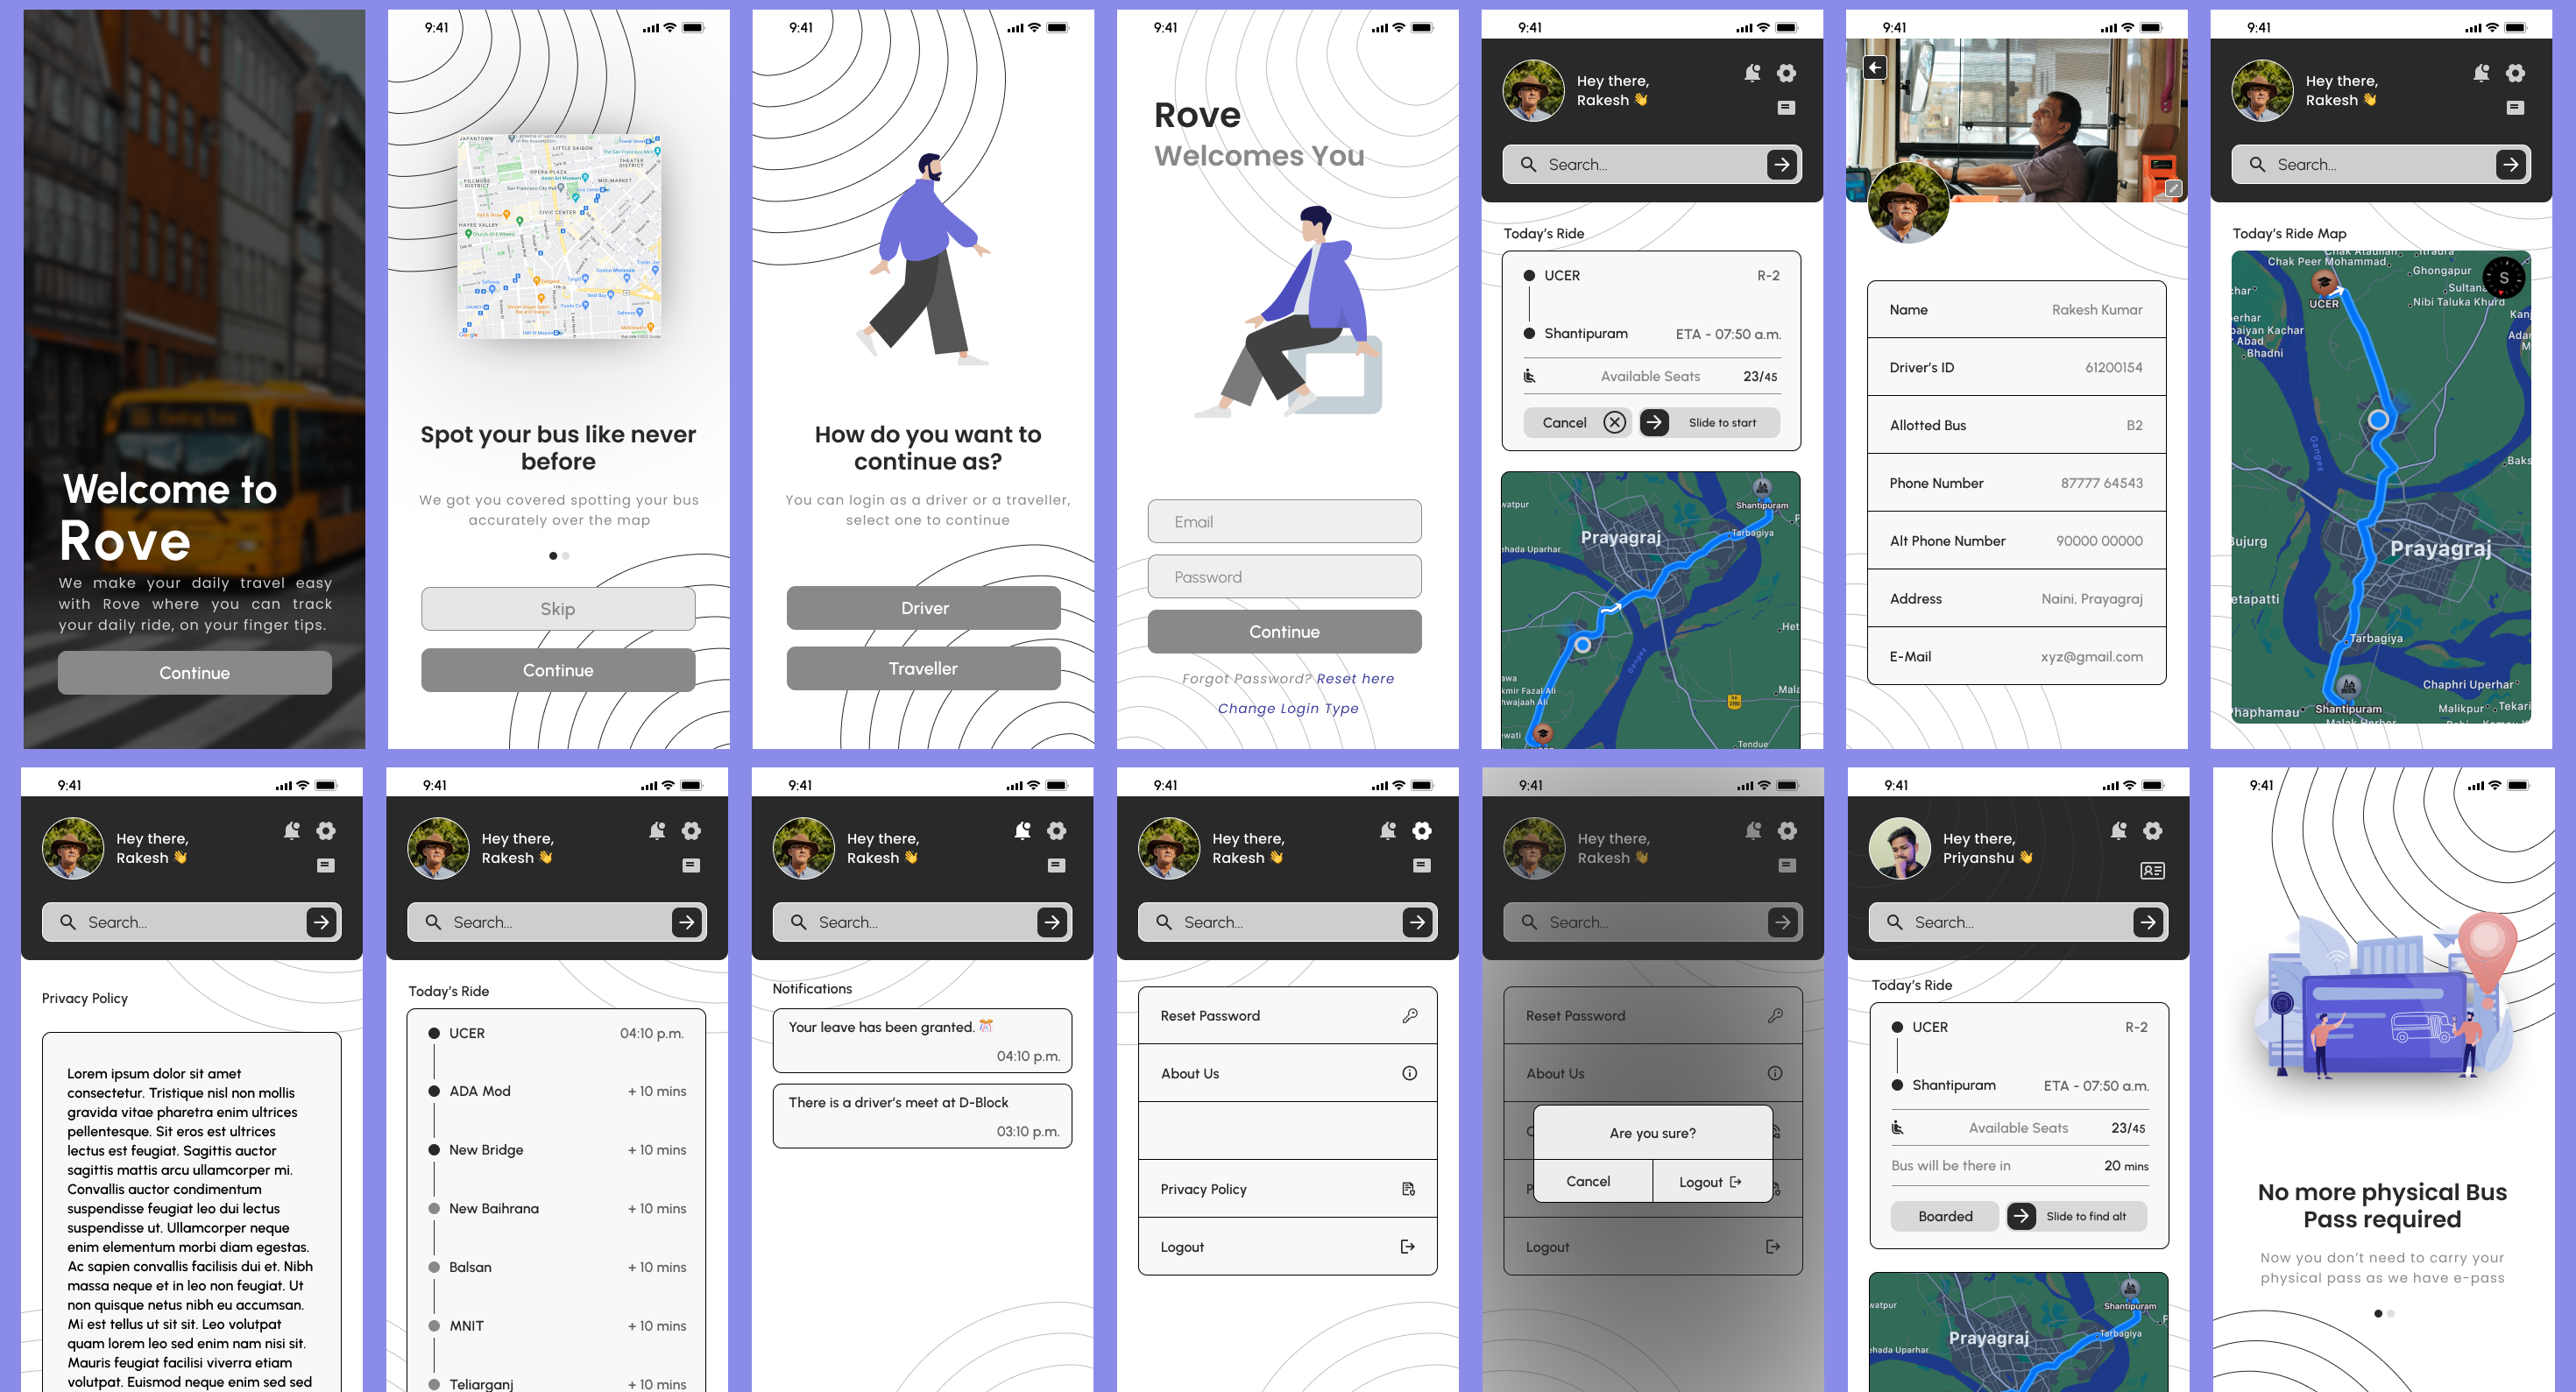 Welcome to
Rove
We make your daily travel easy
with Rove where you can track
your daily ride, on your finger tips.
Continue
9:41
Spot your bus like never
before
We got you covered spotting your bus
accurately over the map
Skip
Continue
9:41
How do you want to
continue as?
You can login as a driver or a traveller,
select one to continue
Driver
Traveller
9:41
Rove
Welcomes You
Email
Password
Continue
Forgot Password? Reset here
Change Login Type
9:41
Hey there,
Rakesh 👋
Search...
Today's Ride
UCER R-2
Shantipuram ETA - 07:50 a.m.
Available Seats 23/45
Cancel Slide to start
Shantipuram
Tarbagiya
Prayagraj
ehada Uparhar
Ganges
Tendue
9:41
Name Rakesh Kumar
Driver's ID 61200154
Allotted Bus B2
Phone Number 87777 64543
Alt Phone Number 90000 00000
Address Naini, Prayagraj
E-Mail xyz@gmail.com
9:41
Hey there,
Rakesh 👋
Search...
Today's Ride Map
Chak Peer Mohammad
Ghongapur
S
UCER
Nibi Taluka Khurd
paiyan Kachar
Bhadni
Ganges
Prayagraj
Bujurg
etapatti
Tarbagiya
Chaphri Uperhar
Shantipuram
Malikpur
Tekari
Phaphamau
9:41
Hey there,
Rakesh 👋
Search...
Privacy Policy
Lorem ipsum dolor sit amet
consectetur. Tristique nisl non mollis
gravida vitae pharetra enim ultrices
pellentesque. Sit eros est ultrices
lectus est feugiat. Sagittis auctor
sagittis mattis arcu ullamcorper mi.
Convallis auctor condimentum
suspendisse feugiat leo dui lectus
suspendisse ut. Ullamcorper neque
enim elementum morbi diam egestas.
Ac sapien convallis facilisis dui et. Nibh
massa neque et in leo non feugiat. Ut
non quisque netus nibh eu accumsan.
Mi est tellus ut sit sit. Leo volutpat
quam lorem leo sed enim nam nisi sit.
Mauris feugiat facilisi viverra etiam
volutpat. Euismod neque enim sed sed
9:41
Hey there,
Rakesh 👋
Search...
Today's Ride
UCER 04:10 p.m.
ADA Mod + 10 mins
New Bridge + 10 mins
New Baihrana + 10 mins
Balsan + 10 mins
MNIT + 10 mins
Teliarganj + 10 mins
9:41
Hey there,
Rakesh 👋
Search...
Notifications
Your leave has been granted. 🎊
04:10 p.m.
There is a driver's meet at D-Block
03:10 p.m.
9:41
Hey there,
Rakesh 👋
Search...
Reset Password
About Us
Privacy Policy
Logout
9:41
Hey there,
Rakesh 👋
Search...
Reset Password
About Us
Are you sure?
Cancel Logout
Logout
9:41
Hey there,
Priyanshu 👋
Search...
Today's Ride
UCER R-2
Shantipuram ETA - 07:50 a.m.
Available Seats 23/45
Bus will be there in 20 mins
Boarded Slide to find alt
Shantipuram
Tarbagiya
Prayagraj
ehada Uparhar
9:41
No more physical Bus
Pass required
Now you don't need to carry your
physical pass as we have e-pass